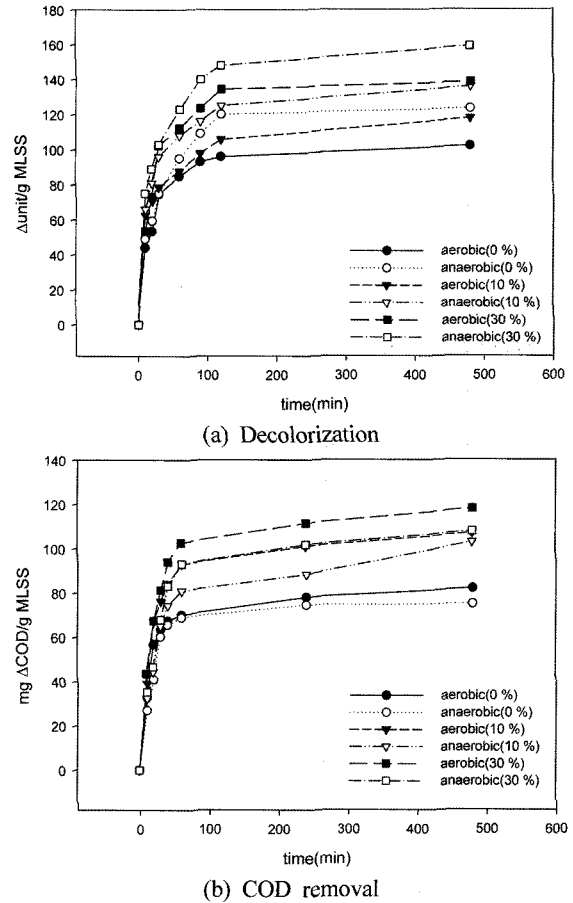 180
160
140
120
100
80
60
40
20
0
Δunit/g MLSS
aerobic(0 %)
anaerobic(0 %)
aerobic(10 %)
anaerobic(10 %)
aerobic(30 %)
anaerobic(30 %)
0 100 200 300 400 500 600
time(min)
(a) Decolorization
140
120
100
80
60
40
20
0
mg ΔCOD/g MLSS
aerobic(0 %)
anaerobic(0 %)
aerobic(10 %)
anaerobic(10 %)
aerobic(30 %)
anaerobic(30 %)
0 100 200 300 400 500 600
time(min)
(b) COD removal